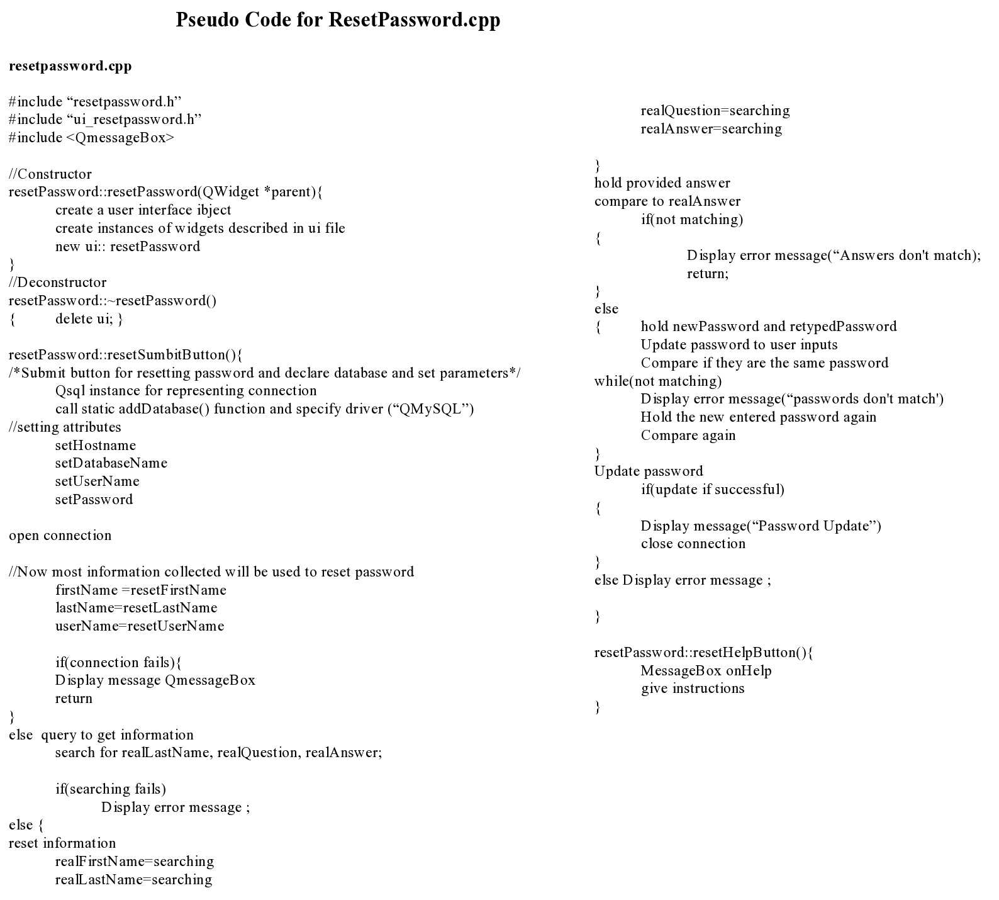 Pseudo Code for ResetPassword.cpp
resetpassword.cpp
#include “resetpassword.h”
#include “ui_resetpassword.h”
#include <QmessageBox>
//Constructor
resetPassword::resetPassword(QWidget *parent){
create a user interface ibject
create instances of widgets described in ui file
new ui:: resetPassword
}
//Deconstructor
resetPassword::~resetPassword()
{ delete ui; }
resetPassword::resetSumbitButton(){
/*Submit button for resetting password and declare database and set parameters*/
Qsql instance for representing connection
call static addDatabase() function and specify driver (“QMySQL”)
//setting attributes
setHostname
setDatabaseName
setUserName
setPassword
open connection
//Now most information collected will be used to reset password
firstName =resetFirstName
lastName=resetLastName
userName=resetUserName
if(connection fails){
Display message QmessageBox
return
}
else  query to get information
search for realLastName, realQuestion, realAnswer;
if(searching fails)
Display error message ;
else {
reset information
realFirstName=searching
realLastName=searching
realQuestion=searching
realAnswer=searching
}
hold provided answer
compare to realAnswer
if(not matching)
{
Display error message(“Answers don't match);
return;
}
else
{ hold newPassword and retypedPassword
Update password to user inputs
Compare if they are the same password
while(not matching)
Display error message(“passwords don't match')
Hold the new entered password again
Compare again
}
Update password
if(update if successful)
{
Display message(“Password Update”)
close connection
}
else Display error message ;
}
resetPassword::resetHelpButton(){
MessageBox onHelp
give instructions
}